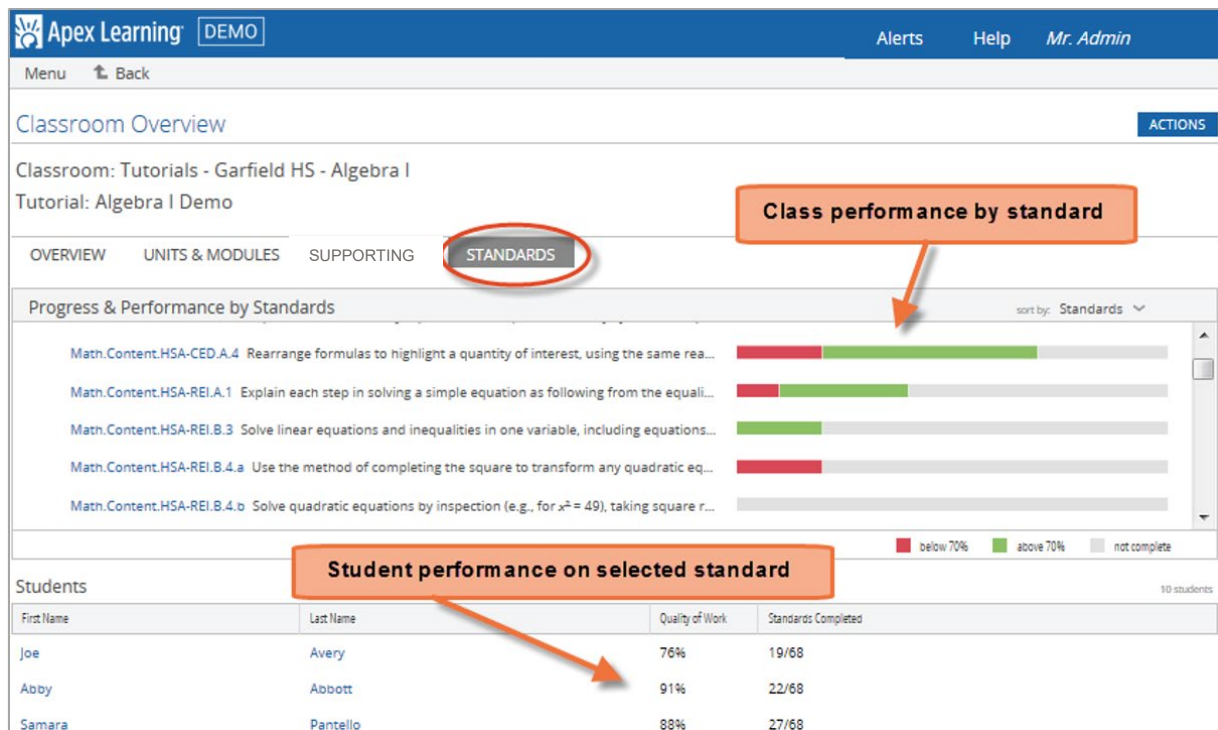 Apex Learning DEMO Alerts Help Mr. Admin
Menu Back
Classroom Overview ACTIONS
Classroom: Tutorials - Garfield HS - Algebra I
Tutorial: Algebra I Demo
Class performance by standard
OVERVIEW UNITS & MODULES SUPPORTING STANDARDS
Progress & Performance by Standards sort by: Standards
Math.Content.HSA-CED.A.4 Rearrange formulas to highlight a quantity of interest, using the same rea...
Math.Content.HSA-REI.A.1 Explain each step in solving a simple equation as following from the equali...
Math.Content.HSA-REI.B.3 Solve linear equations and inequalities in one variable, including equations...
Math.Content.HSA-REI.B.4.a Use the method of completing the square to transform any quadratic eq...
Math.Content.HSA-REI.B.4.b Solve quadratic equations by inspection (e.g., for x² = 49), taking square r...
below 70% above 70% not complete
Student performance on selected standard
Students 10 students
First Name Last Name Quality of Work Standards Completed
Joe Avery 76% 19/68
Abby Abbott 91% 22/68
Samara Pantello 88% 27/68